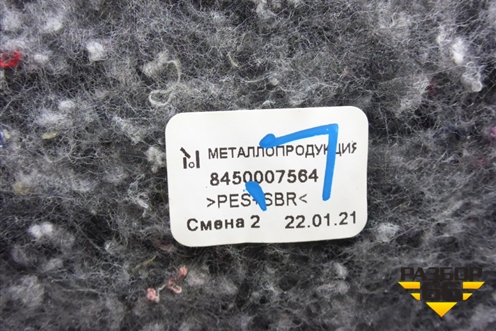 МЕТАЛЛОПРОДУКЦИЯ
8450007564
>PES+SBR<
Смена 2 22.01.21
РАЗБОР